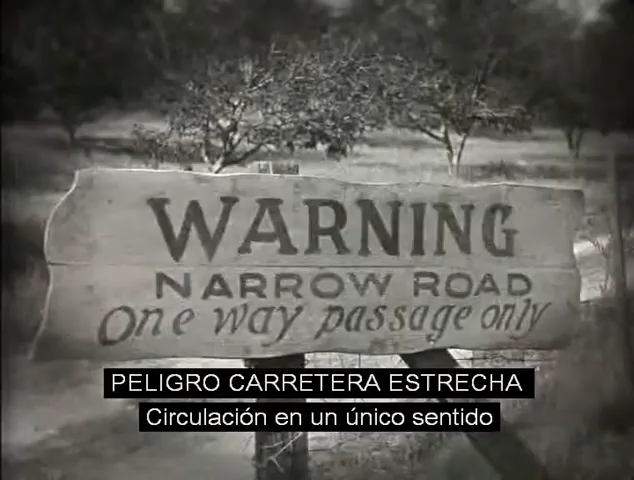 WARNING
NARROW ROAD
One way passage only
PELIGRO CARRETERA ESTRECHA
Circulación en un único sentido